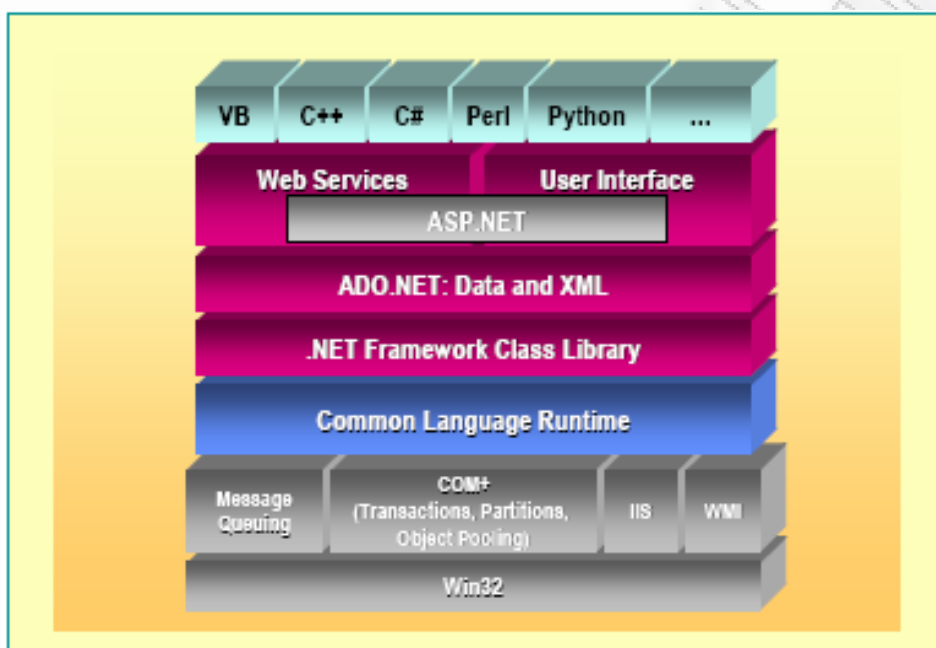 VB C++ C# Perl Python ...
Web Services User Interface
ASP.NET
ADO.NET: Data and XML
.NET Framework Class Library
Common Language Runtime
Message
Queuing
COM+
(Transactions, Partitions,
Object Pooling)
IIS
WMI
Win32